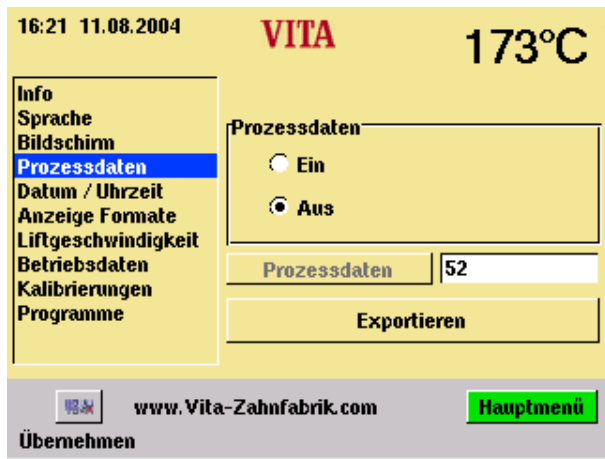 16:21 11.08.2004
VITA
173°C
Info
Sprache
Bildschirm
Prozessdaten
Datum / Uhrzeit
Anzeige Formate
Liftgeschwindigkeit
Betriebsdaten
Kalibrierungen
Programme
Prozessdaten
Ein
Aus
Prozessdaten 52
Exportieren
www.Vita-Zahnfabrik.com
Hauptmenü
Übernehmen